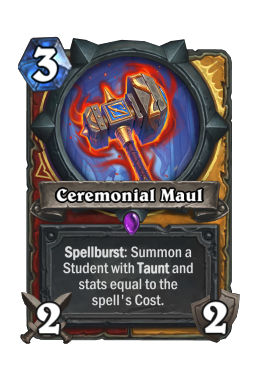 3
Ceremonial Maul
Spellburst: Summon a
Student with Taunt and
stats equal to the
spell's Cost.
2
2